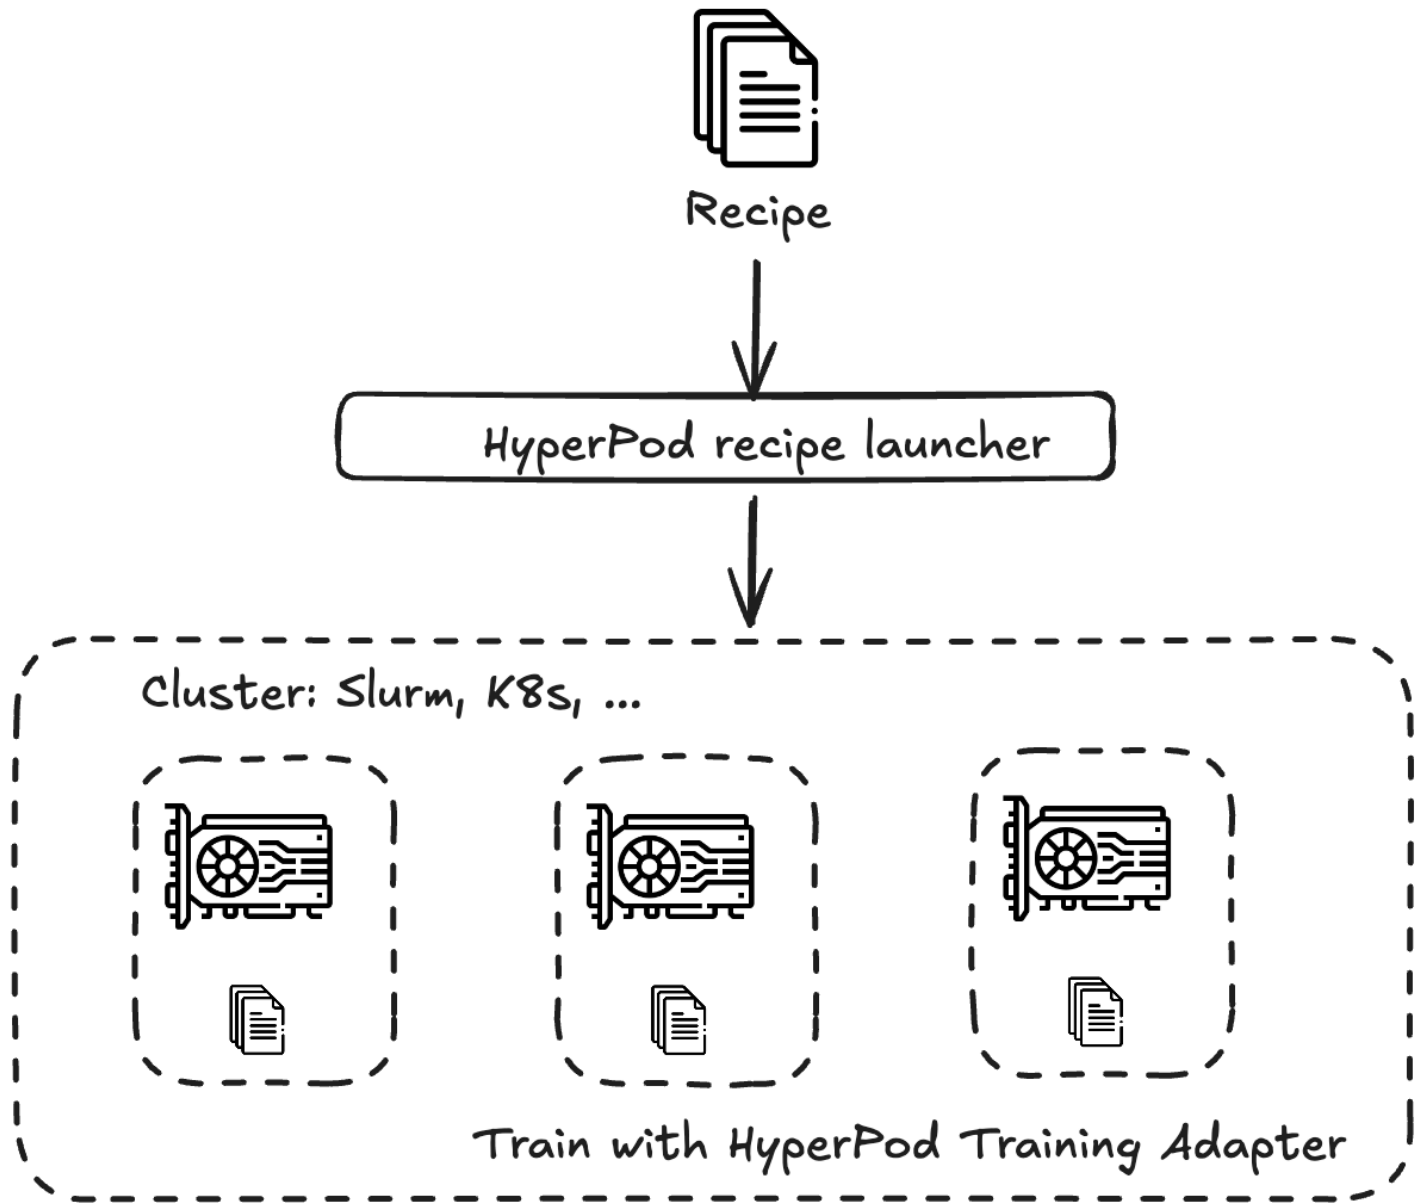 Recipe
HyperPod recipe launcher
Cluster: Slurm, K8s, ...
Train with HyperPod Training Adapter